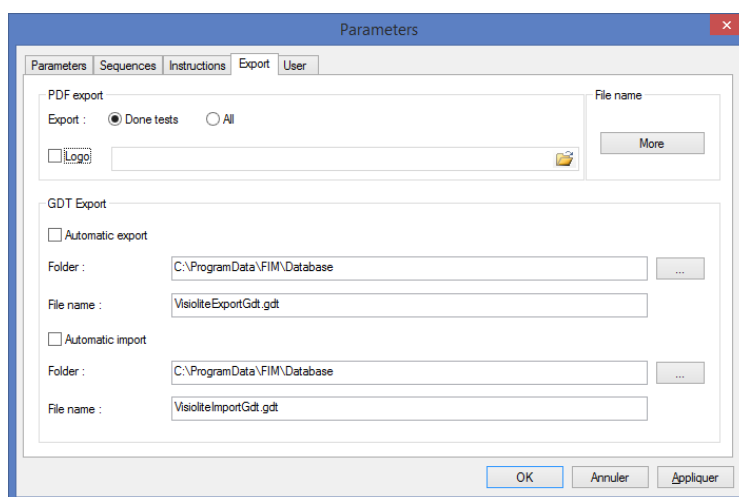 Parameters
Parameters Sequences Instructions Export User
PDF export
File name
Export : Done tests All
More
Logo
GDT Export
Automatic export
Folder : C:\ProgramData\FIM\Database ...
File name : VisioliteExportGdt.gdt
Automatic import
Folder : C:\ProgramData\FIM\Database ...
File name : VisioliteImportGdt.gdt
OK Annuler Appliquer